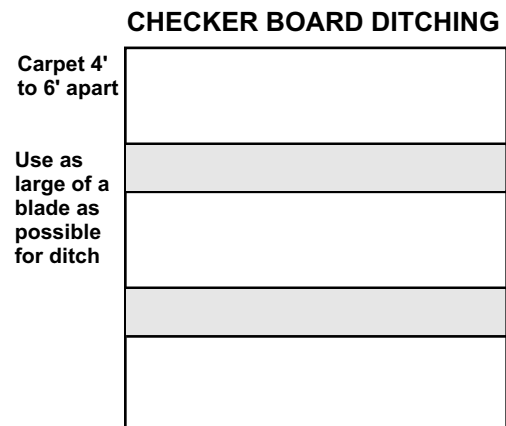 CHECKER BOARD DITCHING
Carpet 4'
to 6' apart
Use as
large of a
blade as
possible
for ditch